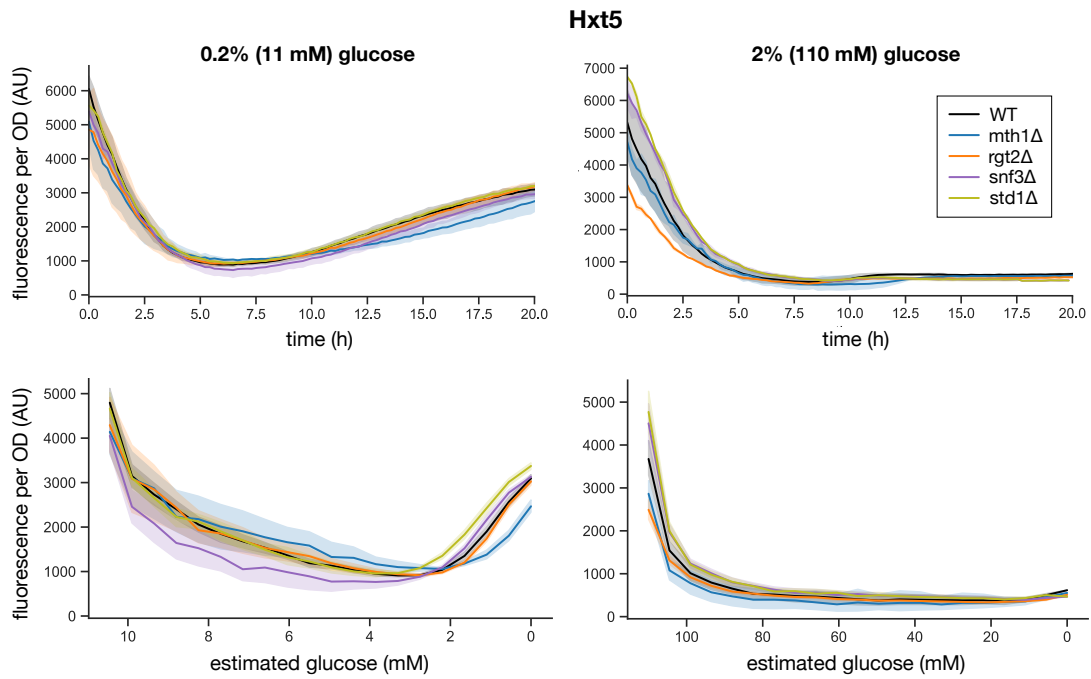 Hxt5
0.2% (11 mM) glucose
2% (110 mM) glucose
fluorescence per OD (AU)
6000
5000
4000
3000
2000
1000
0
0.0 2.5 5.0 7.5 10.0 12.5 15.0 17.5 20.0
time (h)
7000
6000
5000
4000
3000
2000
1000
0
0.0 2.5 5.0 7.5 10.0 12.5 15.0 17.5 20.0
time (h)
WT
mth1Δ
rgt2Δ
snf3Δ
std1Δ
fluorescence per OD (AU)
5000
4000
3000
2000
1000
0
10 8 6 4 2 0
estimated glucose (mM)
5000
4000
3000
2000
1000
0
100 80 60 40 20 0
estimated glucose (mM)